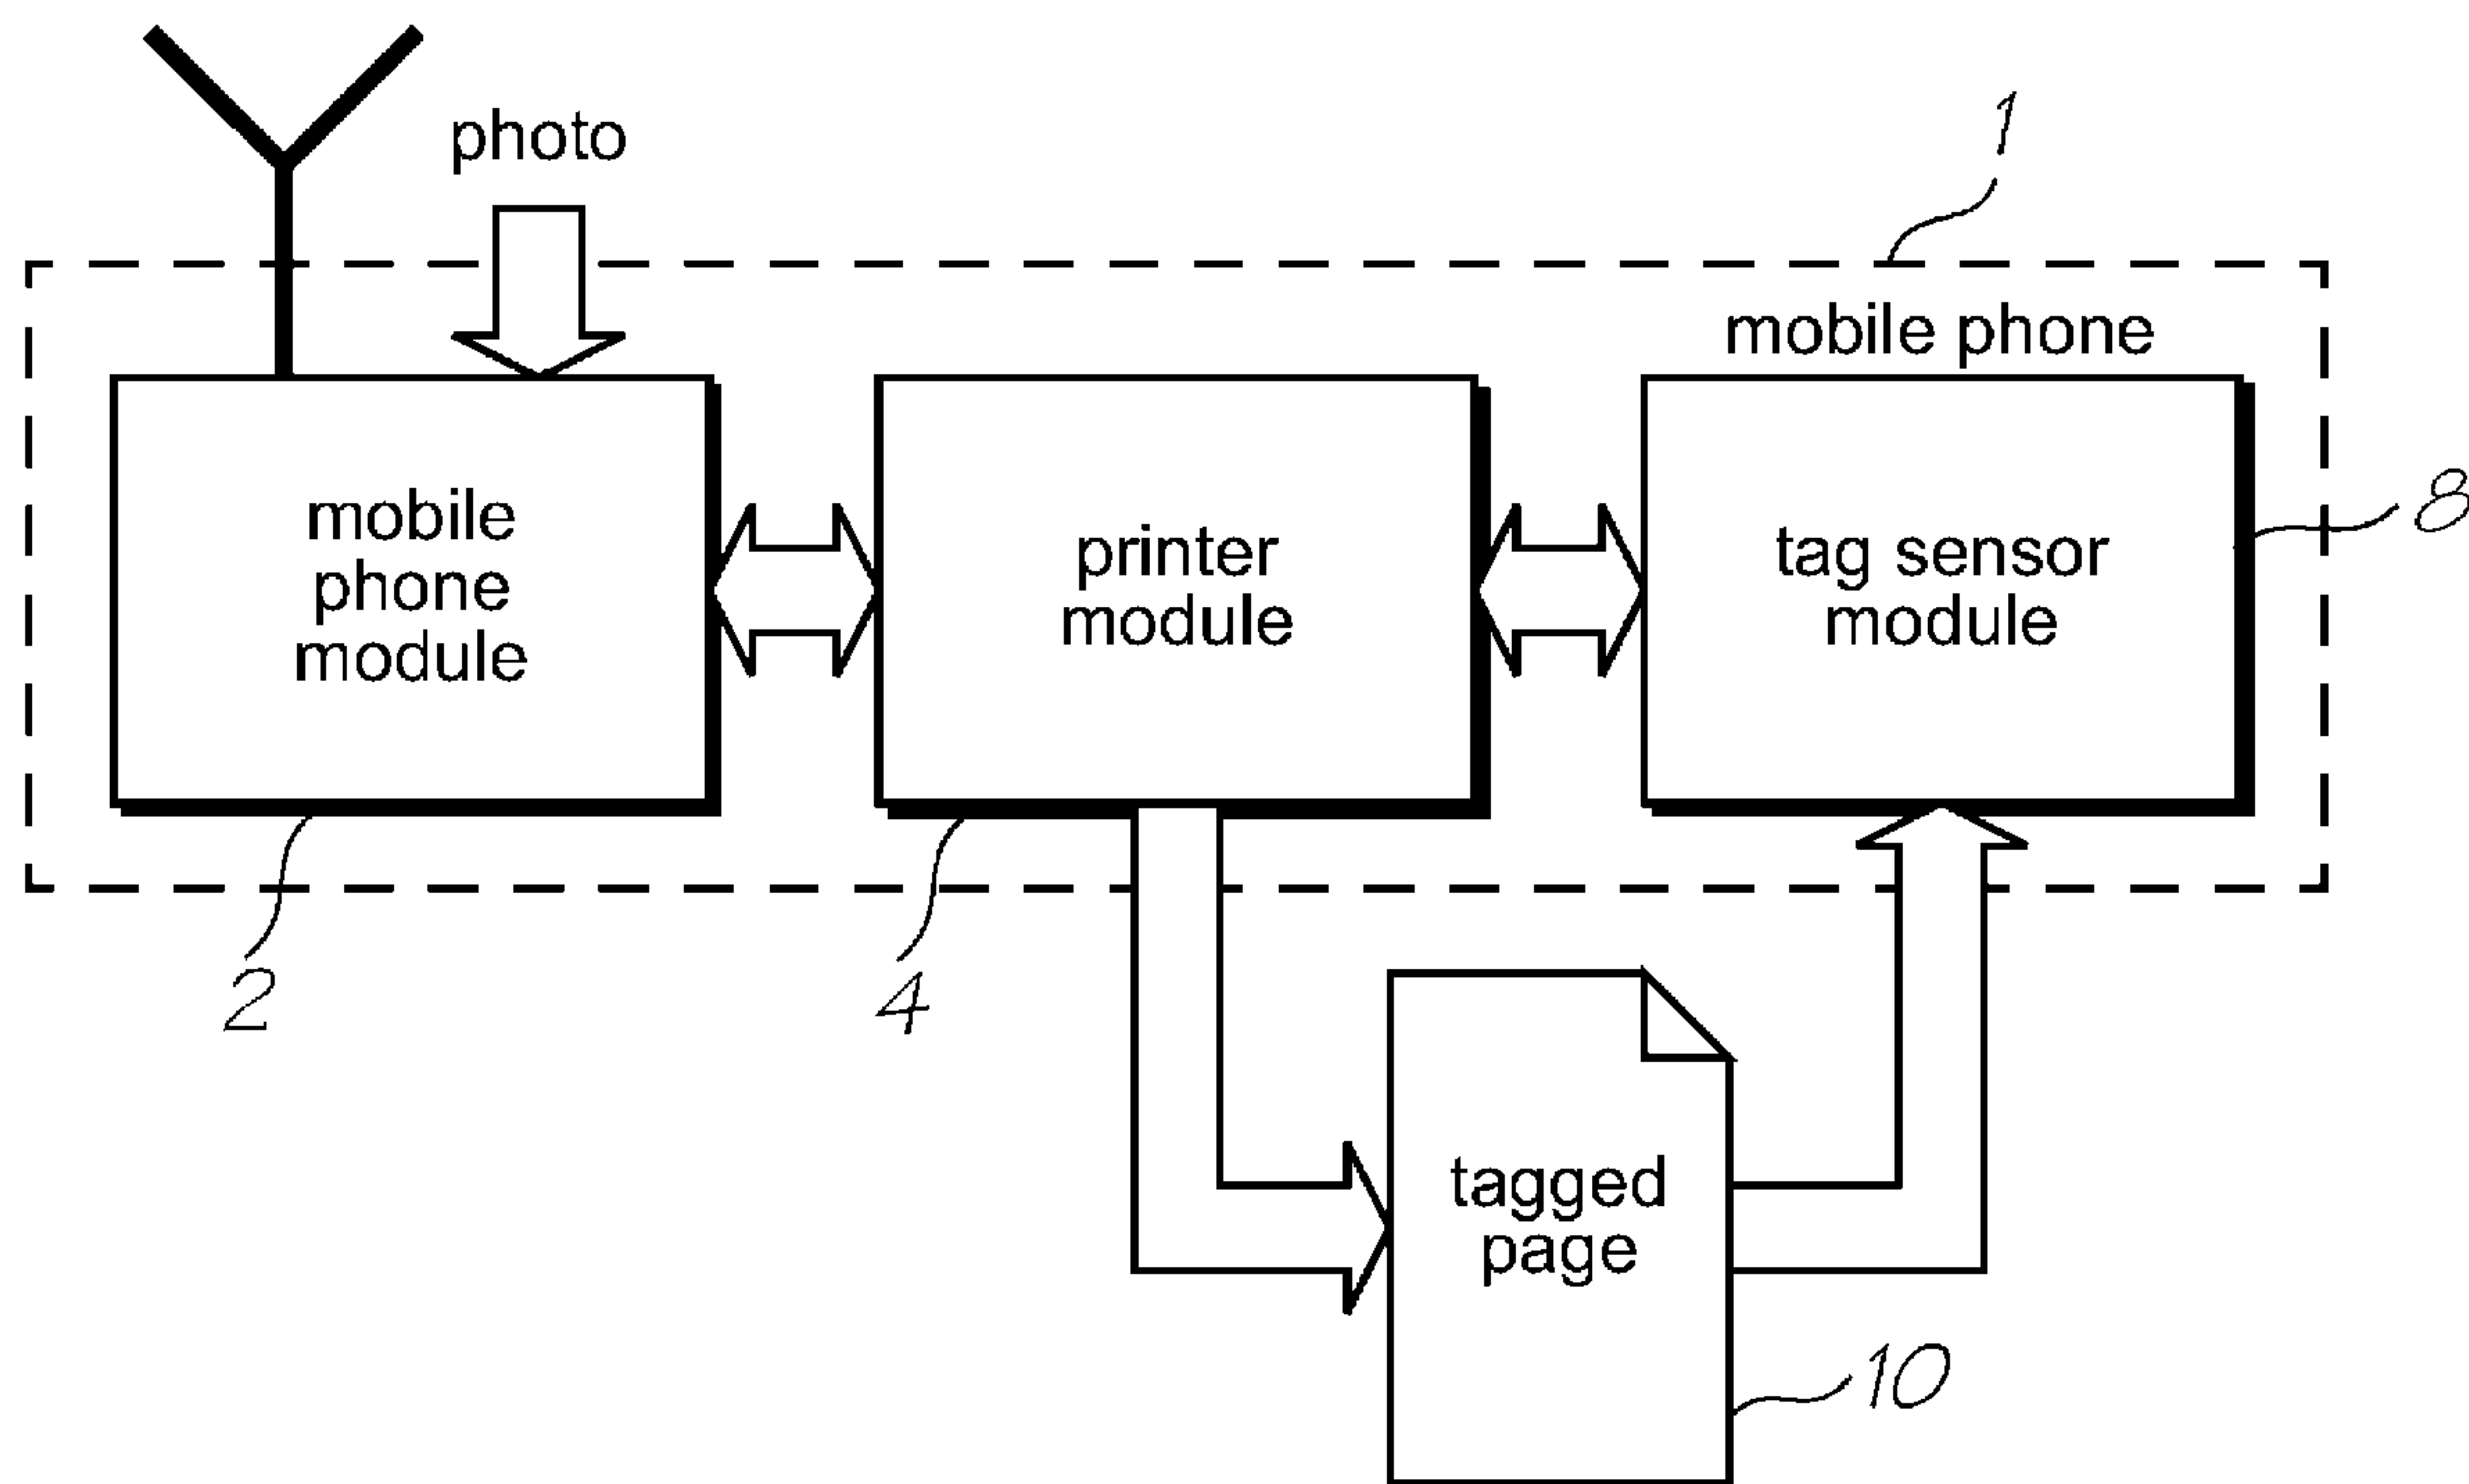 photo
1
mobile phone
mobile
phone
module
printer
module
tag sensor
module
8
2
4
tagged
page
10